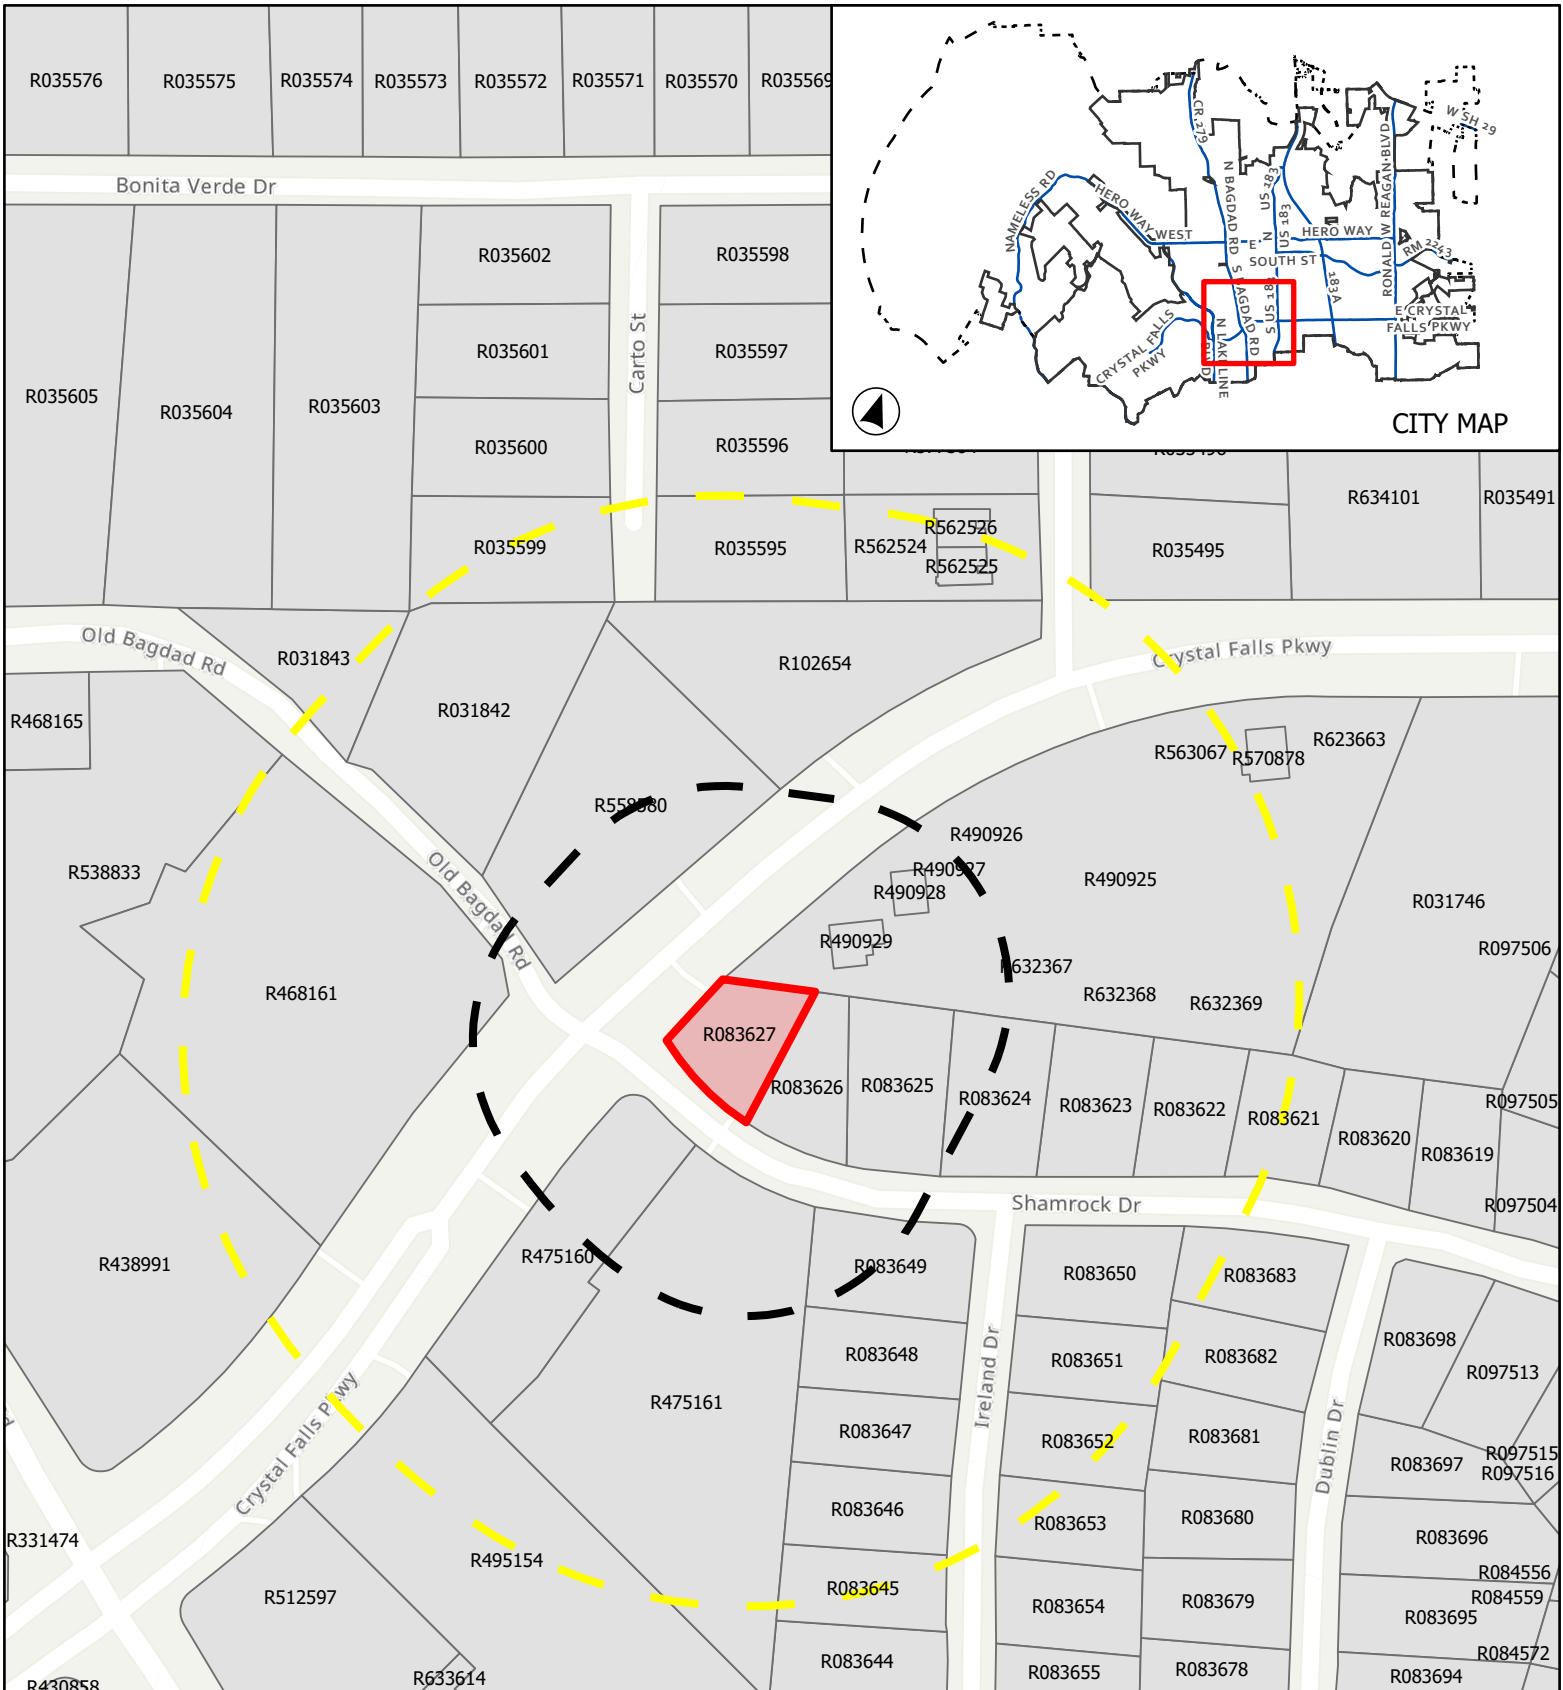 R035576
R035575
R035574
R035573
R035572
R035571
R035570
R035569
CR 279
W SH 29
N BAGDAD RD
US 183
N
US 183
RONALD W REAGAN BLVD
NAMELESS RD
HERO WAY
WEST
E
HERO WAY
SOUTH ST
RM 2243
S BAGDAD RD
S US 183
183A
E CRYSTAL
FALLS PKWY
CRYSTAL FALLS
PKWY
N LAKELINE
BLVD
CITY MAP
Bonita Verde Dr
R035602
R035598
Carto St
R035601
R035597
R035605
R035604
R035603
R035600
R035596
R634101
R035491
R035599
R035595
R562524
R562526
R562525
R035495
Old Bagdad Rd
R031843
R102654
Crystal Falls Pkwy
R468165
R031842
R563067
R570878
R623663
R558580
R490926
R538833
Old Bagdad Rd
R490927
R490928
R490925
R031746
R490929
R097506
R468161
R632367
R632368
R632369
R083627
R083626
R083625
R083624
R083623
R083622
R083621
R083620
R083619
R097505
R097504
Shamrock Dr
R438991
R475160
R083649
R083650
R083683
R083648
R083651
R083682
R083698
R097513
Ireland Dr
Crystal Falls Pkwy
R475161
R083647
R083652
R083681
Dublin Dr
R083697
R097515
R097516
R083646
R083653
R083680
R083696
R331474
R495154
R084556
R512597
R083645
R083654
R083679
R083695
R084559
R084572
R083644
R083655
R083678
R083694
R633614
R430858